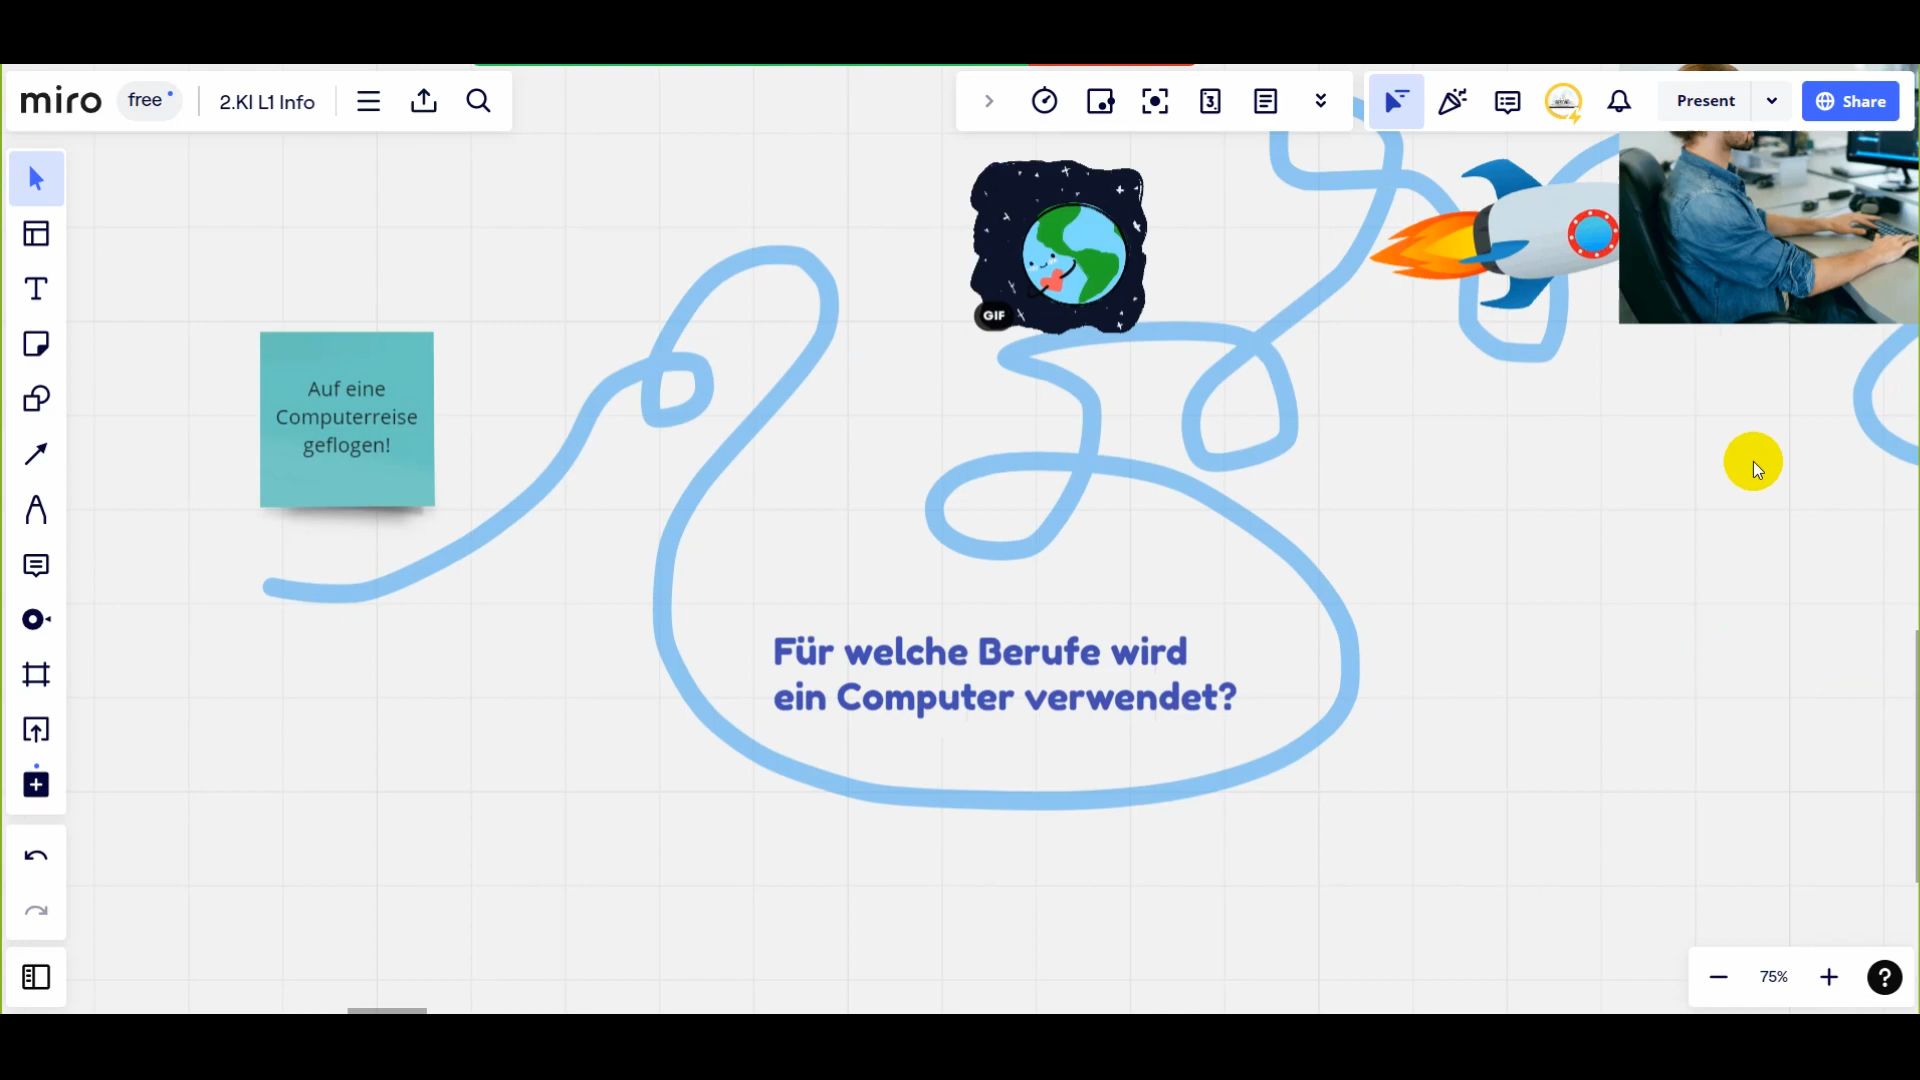 miro
free
2.KI L1 Info
3
Present
Share
GIF
Auf eine
Computerreise
geflogen!
Für welche Berufe wird
ein Computer verwendet?
75%